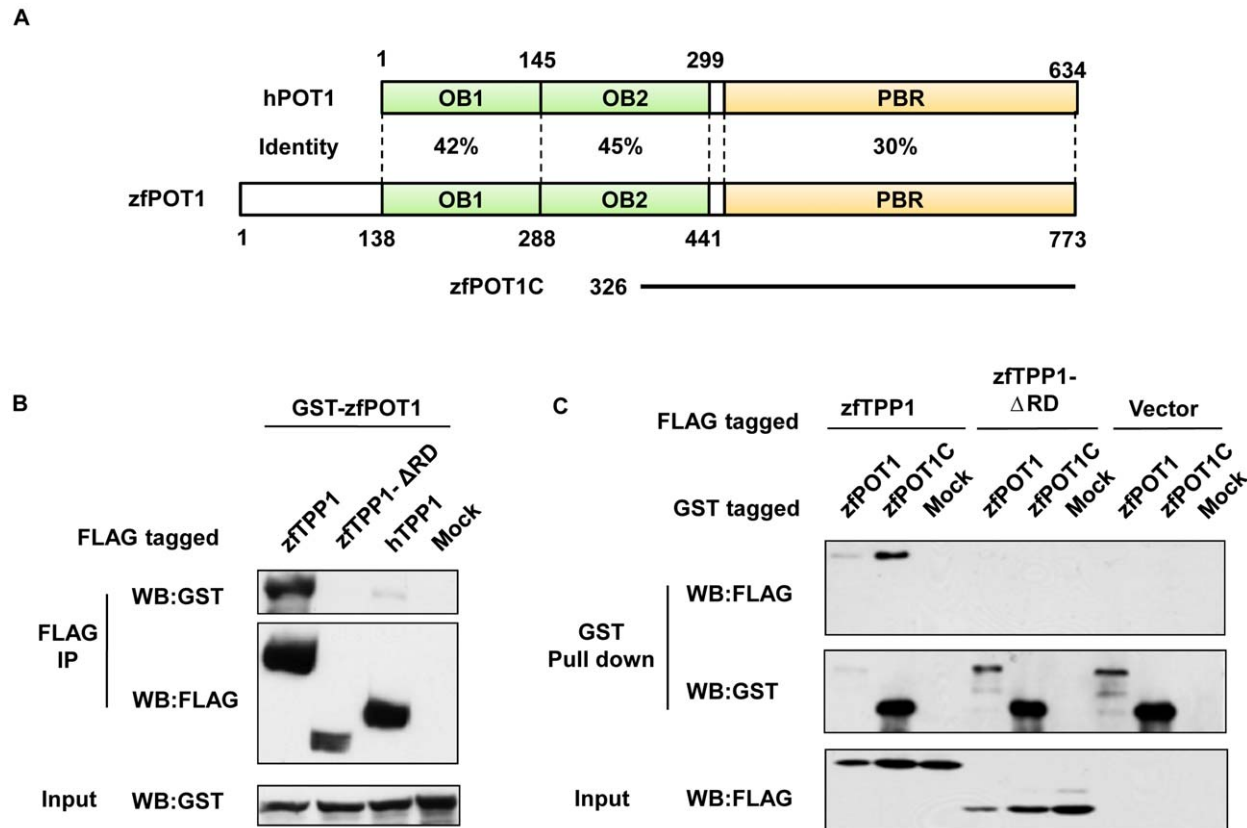 A
1 145 299 634
hPOT1 OB1 OB2 PBR
Identity 42% 45% 30%
zfPOT1 OB1 OB2 PBR
1 138 288 441 773
zfPOT1C 326
B
GST-zfPOT1
FLAG tagged zfTPP1 zfTPP1- ΔRD hTPP1 Mock
FLAG IP
WB:GST
WB:FLAG
Input WB:GST
C
FLAG tagged zfTPP1 zfTPP1- ΔRD Vector
GST tagged zfPOT1 zfPOT1C Mock zfPOT1 zfPOT1C Mock zfPOT1 zfPOT1C Mock
GST Pull down
WB:FLAG
WB:GST
Input WB:FLAG